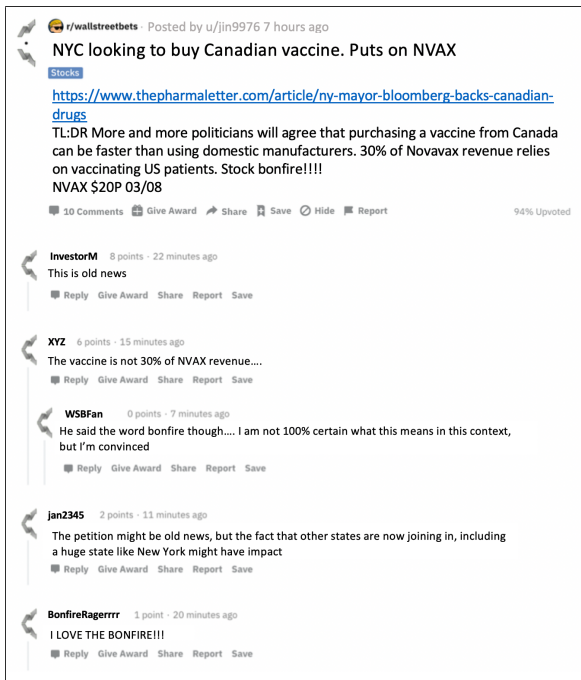 r/wallstreetbets · Posted by u/jin9976 7 hours ago
NYC looking to buy Canadian vaccine. Puts on NVAX
Stocks
https://www.thepharmaletter.com/article/ny-mayor-bloomberg-backs-canadian-
drugs
TL:DR More and more politicians will agree that purchasing a vaccine from Canada
can be faster than using domestic manufacturers. 30% of Novavax revenue relies
on vaccinating US patients. Stock bonfire!!!!
NVAX $20P 03/08
10 Comments Give Award Share Save Hide Report 94% Upvoted
InvestorM 8 points · 22 minutes ago
This is old news
Reply Give Award Share Report Save
XYZ 6 points · 15 minutes ago
The vaccine is not 30% of NVAX revenue....
Reply Give Award Share Report Save
WSBFan 0 points · 7 minutes ago
He said the word bonfire though.... I am not 100% certain what this means in this context,
but I'm convinced
Reply Give Award Share Report Save
jan2345 2 points · 11 minutes ago
The petition might be old news, but the fact that other states are now joining in, including
a huge state like New York might have impact
Reply Give Award Share Report Save
BonfireRagerrrr 1 point · 20 minutes ago
I LOVE THE BONFIRE!!!
Reply Give Award Share Report Save